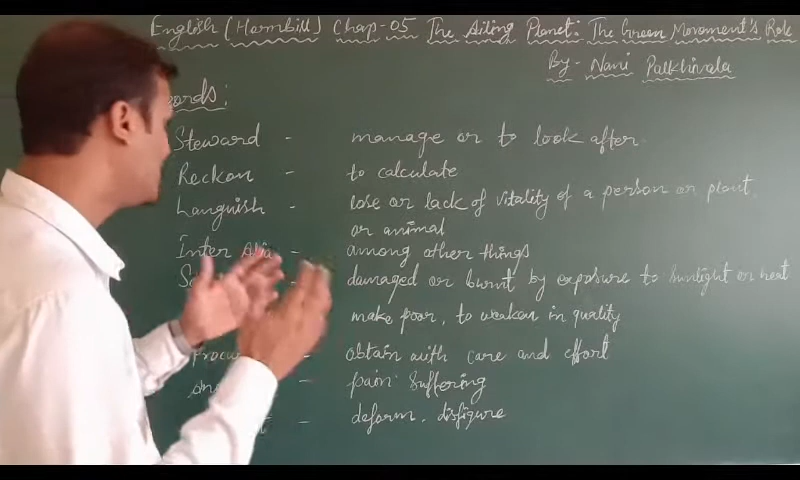 English (Hornbill) Chap-05 The Ailing Planet: The Green Movement's Role
By- Nani Palkhivala
Steward - manage or to look after
Reckon - to calculate
Languish - lose or lack of vitality of a person or plant
or animal
Inter Alia - among other things
damaged or burnt by exposure to sunlight or heat
make poor, to weaken in quality
obtain with care and effort
- pain suffering
- deform, disfigure